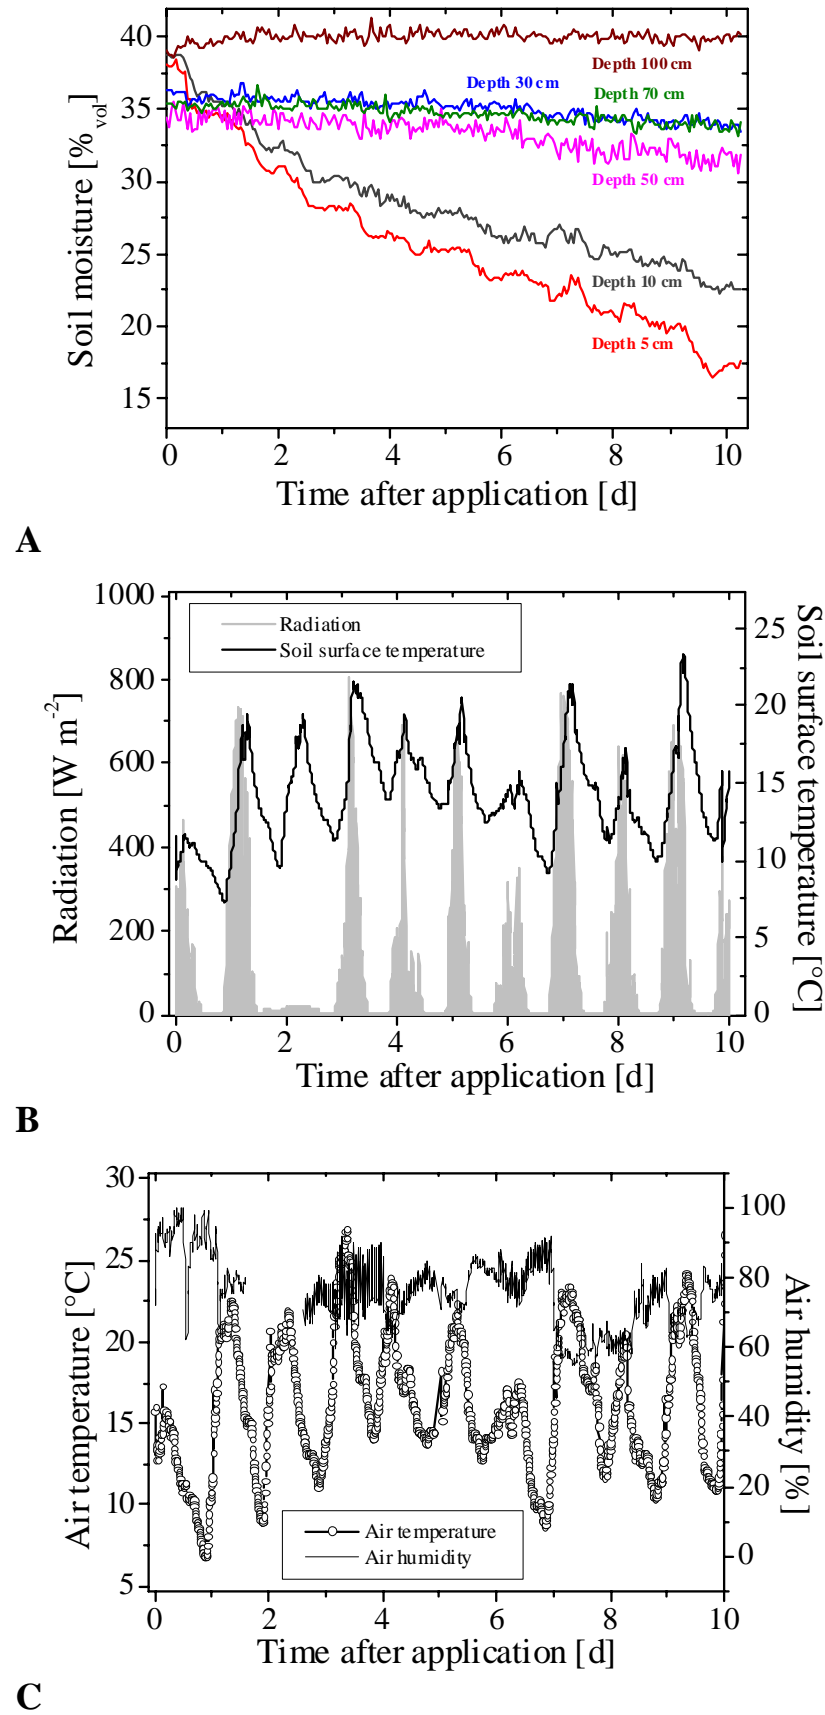 40
35
30
25
20
15
Soil moisture [% vol]
Depth 100 cm
Depth 30 cm
Depth 70 cm
Depth 50 cm
Depth 10 cm
Depth 5 cm
0 2 4 6 8 10
Time after application [d]
A
1000
800
600
400
200
0
Radiation [W m-2]
Radiation
Soil surface temperature
25
20
15
10
5
0
Soil surface temperature [°C]
0 2 4 6 8 10
Time after application [d]
B
30
25
20
15
10
5
Air temperature [°C]
Air temperature
Air humidity
100
80
60
40
20
0
Air humidity [%]
0 2 4 6 8 10
Time after application [d]
C